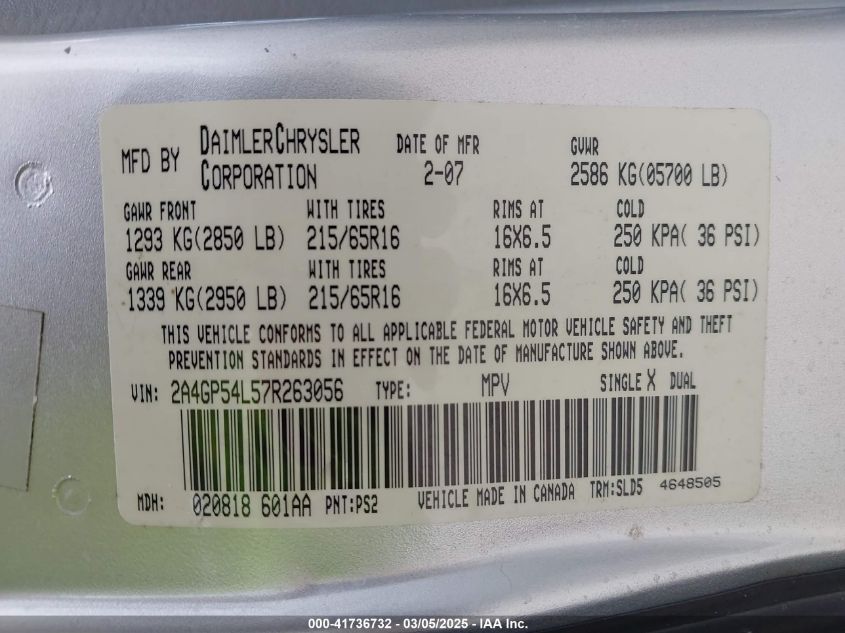 MFD BY DAIMLERCHRYSLER CORPORATION DATE OF MFR 2-07 GVWR 2586 KG(05700 LB)
GAWR FRONT WITH TIRES RIMS AT COLD
1293 KG(2850 LB) 215/65R16 16X6.5 250 KPA( 36 PSI)
GAWR REAR WITH TIRES RIMS AT COLD
1339 KG(2950 LB) 215/65R16 16X6.5 250 KPA( 36 PSI)
THIS VEHICLE CONFORMS TO ALL APPLICABLE FEDERAL MOTOR VEHICLE SAFETY AND THEFT
PREVENTION STANDARDS IN EFFECT ON THE DATE OF MANUFACTURE SHOWN ABOVE.
VIN: 2A4GP54L57R263056 TYPE: MPV SINGLE X DUAL
MDH: 020818 601AA PNT:PS2 VEHICLE MADE IN CANADA TRM:SLD5 4648505
000-41736732 - 03/05/2025 - IAA Inc.